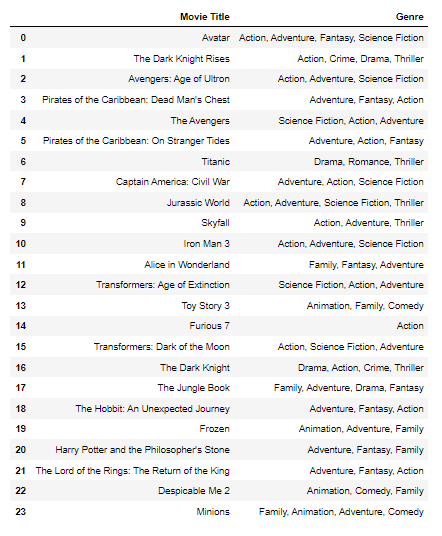 Movie Title Genre
0 Avatar Action, Adventure, Fantasy, Science Fiction
1 The Dark Knight Rises Action, Crime, Drama, Thriller
2 Avengers: Age of Ultron Action, Adventure, Science Fiction
3 Pirates of the Caribbean: Dead Man's Chest Adventure, Fantasy, Action
4 The Avengers Science Fiction, Action, Adventure
5 Pirates of the Caribbean: On Stranger Tides Adventure, Action, Fantasy
6 Titanic Drama, Romance, Thriller
7 Captain America: Civil War Adventure, Action, Science Fiction
8 Jurassic World Action, Adventure, Science Fiction, Thriller
9 Skyfall Action, Adventure, Thriller
10 Iron Man 3 Action, Adventure, Science Fiction
11 Alice in Wonderland Family, Fantasy, Adventure
12 Transformers: Age of Extinction Science Fiction, Action, Adventure
13 Toy Story 3 Animation, Family, Comedy
14 Furious 7 Action
15 Transformers: Dark of the Moon Action, Science Fiction, Adventure
16 The Dark Knight Drama, Action, Crime, Thriller
17 The Jungle Book Family, Adventure, Drama, Fantasy
18 The Hobbit: An Unexpected Journey Adventure, Fantasy, Action
19 Frozen Animation, Adventure, Family
20 Harry Potter and the Philosopher's Stone Adventure, Fantasy, Family
21 The Lord of the Rings: The Return of the King Adventure, Fantasy, Action
22 Despicable Me 2 Animation, Comedy, Family
23 Minions Family, Animation, Adventure, Comedy